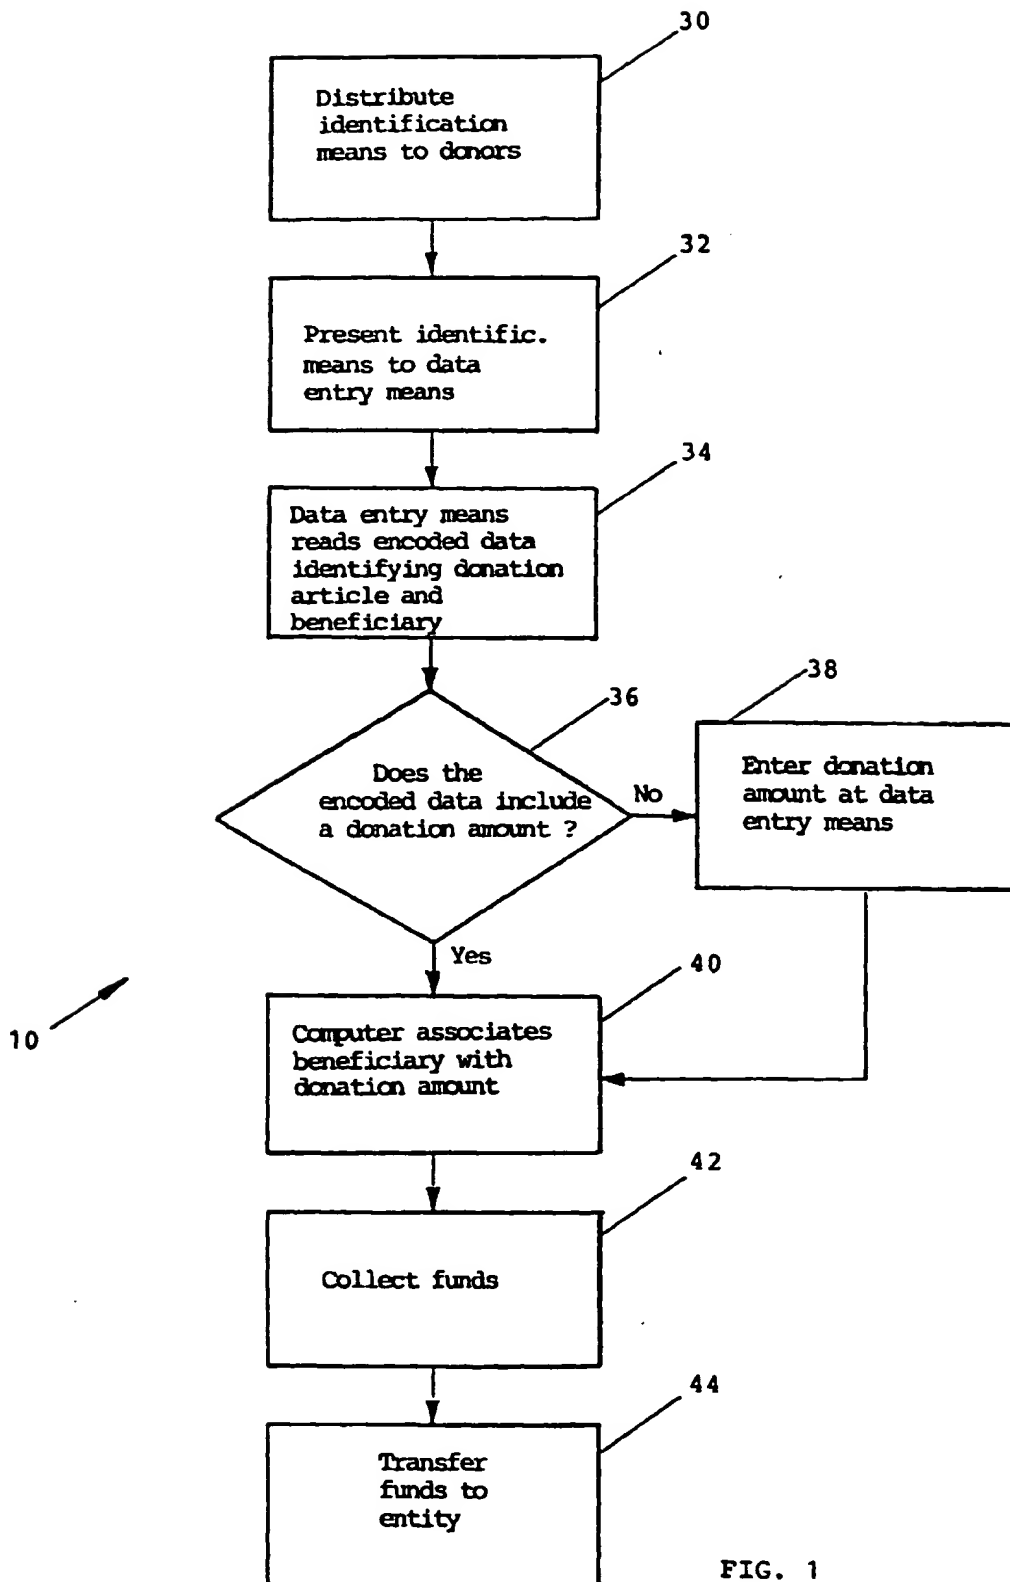 30
Distribute
identification
means to donors
32
Present identific.
means to data
entry means
34
Data entry means
reads encoded data
identifying donation
article and
beneficiary
36
Does the
encoded data include
a donation amount ?
No
38
Enter donation
amount at data
entry means
Yes
10
40
Computer associates
beneficiary with
donation amount
42
Collect funds
44
Transfer
funds to
entity
FIG. 1